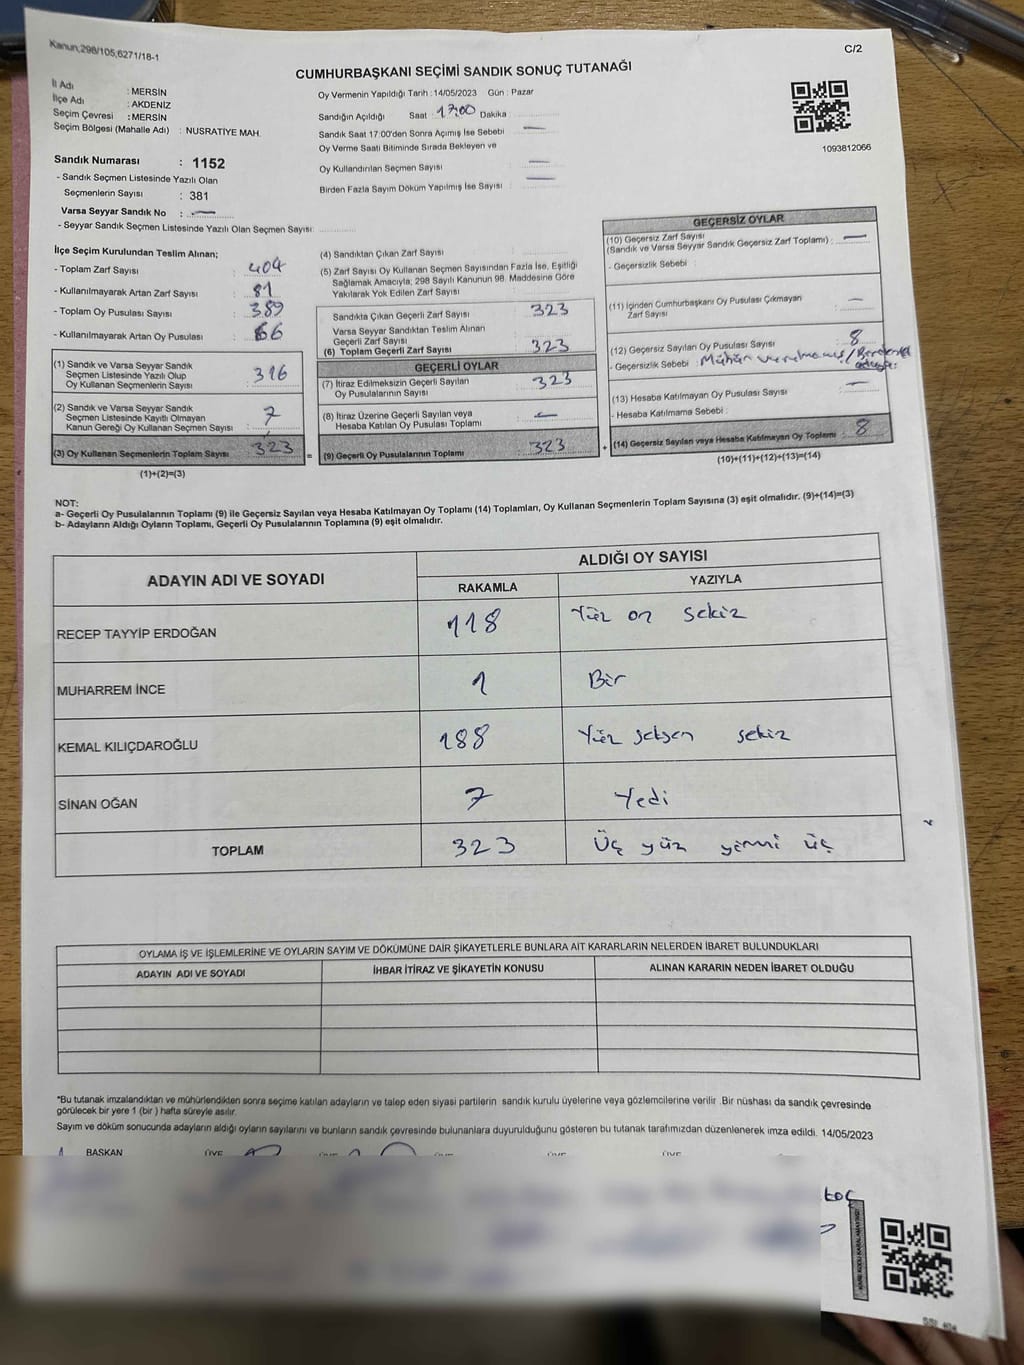 Kanun;298/105,6271/18-1
C/2
CUMHURBAŞKANI SEÇİMİ SANDIK SONUÇ TUTANAĞI
İl Adı : MERSİN
İlçe Adı : AKDENİZ
Seçim Çevresi : MERSİN
Seçim Bölgesi (Mahalle Adı) : NUSRATİYE MAH.
Oy Vermenin Yapıldığı Tarih : 14/05/2023 Gün : Pazar
Sandığın Açıldığı Saat 17:00 Dakika
Sandık Saat 17:00'den Sonra Açımış İse Sebebi : —
Oy Verme Saati Bitiminde Sırada Bekleyen ve
Oy Kullandırılan Seçmen Sayısı : —
Birden Fazla Sayım Döküm Yapılmış İse Sayısı : —
1093812066
Sandık Numarası : 1152
- Sandık Seçmen Listesinde Yazılı Olan
Seçmenlerin Sayısı : 381
Varsa Seyyar Sandık No : —
- Seyyar Sandık Seçmen Listesinde Yazılı Olan Seçmen Sayısı:
İlçe Seçim Kurulundan Teslim Alınan;
- Toplam Zarf Sayısı : 404
- Kullanılmayarak Artan Zarf Sayısı : 81
- Toplam Oy Pusulası Sayısı : 389
- Kullanılmayarak Artan Oy Pusulası : 66
(1) Sandık ve Varsa Seyyar Sandık
Seçmen Listesinde Yazılı Olup
Oy Kullanan Seçmenlerin Sayısı : 316
(2) Sandık ve Varsa Seyyar Sandık
Seçmen Listesinde Kayıtlı Olmayan
Kanun Gereği Oy Kullanan Seçmen Sayısı : 7
(3) Oy Kullanan Seçmenlerin Toplam Sayısı : 323 =
(1)+(2)=(3)
(4) Sandıktan Çıkan Zarf Sayısı :
(5) Zarf Sayısı Oy Kullanan Seçmen Sayısından Fazla İse, Eşitliği
Sağlamak Amacıyla; 298 Sayılı Kanunun 98. Maddesine Göre
Yakılarak Yok Edilen Zarf Sayısı :
Sandıkta Çıkan Geçerli Zarf Sayısı : 323
Varsa Seyyar Sandıktan Teslim Alınan
Geçerli Zarf Sayısı :
(6) Toplam Geçerli Zarf Sayısı : 323
GEÇERLİ OYLAR
(7) İtiraz Edilmeksizin Geçerli Sayılan
Oy Pusulalarının Sayısı : 323
(8) İtiraz Üzerine Geçerli Sayılan veya
Hesaba Katılan Oy Pusulası Toplamı : —
(9) Geçerli Oy Pusulalarının Toplamı : 323 +
GEÇERSİZ OYLAR
(10) Geçersiz Zarf Sayısı
(Sandık ve Varsa Seyyar Sandık Geçersiz Zarf Toplamı) : —
- Geçersizlik Sebebi :
(11) İçinden Cumhurbaşkanı Oy Pusulası Çıkmayan
Zarf Sayısı : —
(12) Geçersiz Sayılan Oy Pusulası Sayısı : 8
- Geçersizlik Sebebi : Mühür
(13) Hesaba Katılmayan Oy Pusulası Sayısı : —
- Hesaba Katılmama Sebebi :
(14) Geçersiz Sayılan veya Hesaba Katılmayan Oy Toplamı : 8
(10)+(11)+(12)+(13)=(14)
NOT:
a- Geçerli Oy Pusulalarının Toplamı (9) ile Geçersiz Sayılan veya Hesaba Katılmayan Oy Toplamı (14) Toplamları, Oy Kullanan Seçmenlerin Toplam Sayısına (3) eşit olmalıdır. (9)+(14)=(3)
b- Adayların Aldığı Oyların Toplamı, Geçerli Oy Pusulalarının Toplamına (9) eşit olmalıdır.
ADAYIN ADI VE SOYADI
ALDIĞI OY SAYISI
RAKAMLA YAZIYLA
RECEP TAYYİP ERDOĞAN 118 Yüz on sekiz
MUHARREM İNCE 1 Bir
KEMAL KILIÇDAROĞLU 188 Yüz seksen sekiz
SİNAN OĞAN 7 Yedi
TOPLAM 323 Üç yüz yirmi üç
OYLAMA İŞ VE İŞLEMLERİNE VE OYLARIN SAYIM VE DÖKÜMÜNE DAİR ŞİKAYETLERLE BUNLARA AİT KARARLARIN NELERDEN İBARET BULUNDUKLARI
ADAYIN ADI VE SOYADI İHBAR İTİRAZ VE ŞİKAYETİN KONUSU ALINAN KARARIN NEDEN İBARET OLDUĞU
*Bu tutanak imzalandıktan ve mühürlendikten sonra seçime katılan adayların ve talep eden siyasi partilerin sandık kurulu üyelerine veya gözlemcilerine verilir .Bir nüshası da sandık çevresinde
görülecek bir yere 1 (bir ) hafta süreyle asılır.
Sayım ve döküm sonucunda adayların aldığı oyların sayılarını ve bunların sandık çevresinde bulunanlara duyurulduğunu gösteren bu tutanak tarafımızdan düzenlenerek imza edildi. 14/05/2023
BAŞKAN ÜYE ÜYE ÜYE ÜYE ÜYE
koç